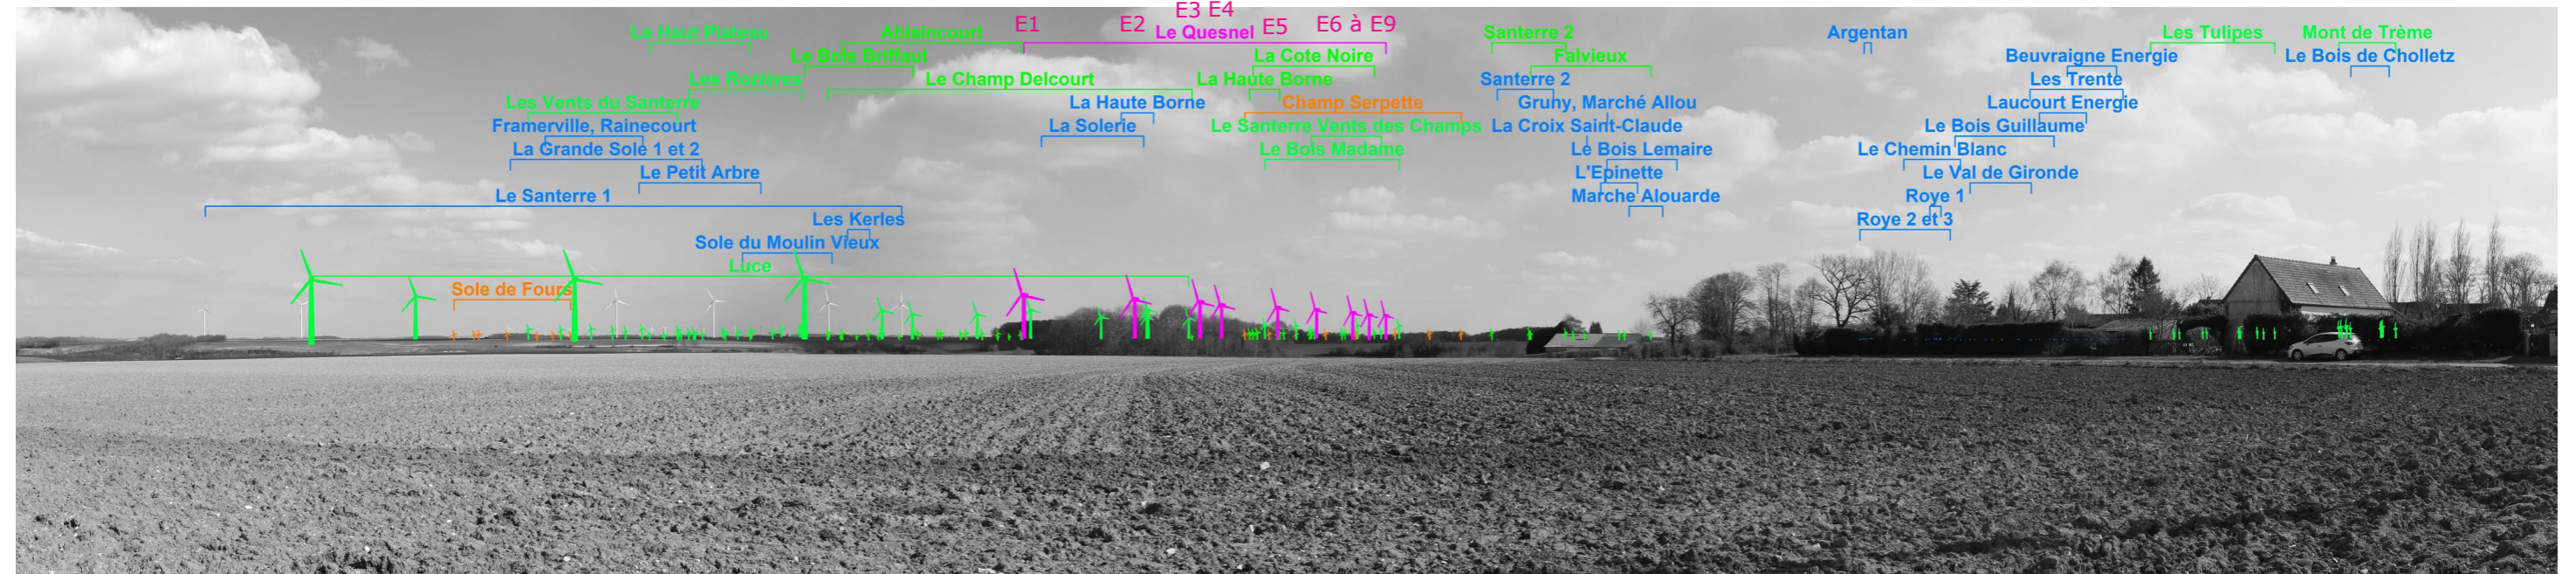 E3 E4
E1
E2
E5
E6 à E9
Le Haut Plateau
Ablaincourt
Le Quesnel
Santerre 2
Argentan
Les Tulipes
Mont de Trème
Le Bois Briffaut
La Cote Noire
Falvieux
Beuvraigne Energie
Le Bois de Cholletz
Les Rozières
Le Champ Delcourt
La Haute Borne
Santerre 2
Les Trente
Les Vents du Santerre
La Haute Borne
Champ Serpette
Gruny, Marché Allou
Laucourt Energie
Framerville, Rainecourt
La Solerie
Le Santerre Vents des Champs
La Croix Saint-Claude
Le Bois Guillaume
La Grande Sole 1 et 2
Le Bois Madame
Le Bois Lemaire
Le Chemin Blanc
Le Petit Arbre
L'Epinette
Le Val de Gironde
Le Santerre 1
Marche Alouarde
Roye 1
Les Kerles
Roye 2 et 3
Sole du Moulin Vieux
Luce
Sole de Fours